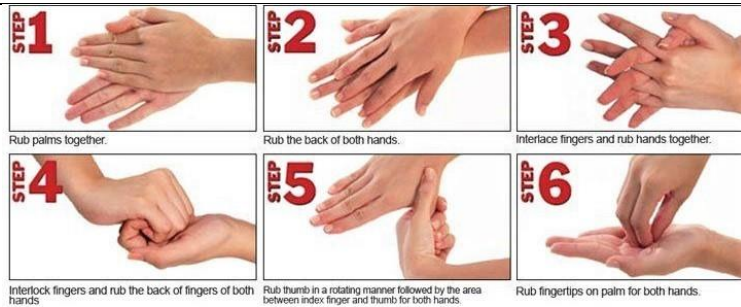 STEP 1
Rub palms together.
STEP 2
Rub the back of both hands.
STEP 3
Interlace fingers and rub hands together.
STEP 4
Interlock fingers and rub the back of fingers of both
hands
STEP 5
Rub thumb in a rotating manner followed by the area
between index finger and thumb for both hands.
STEP 6
Rub fingertips on palm for both hands.